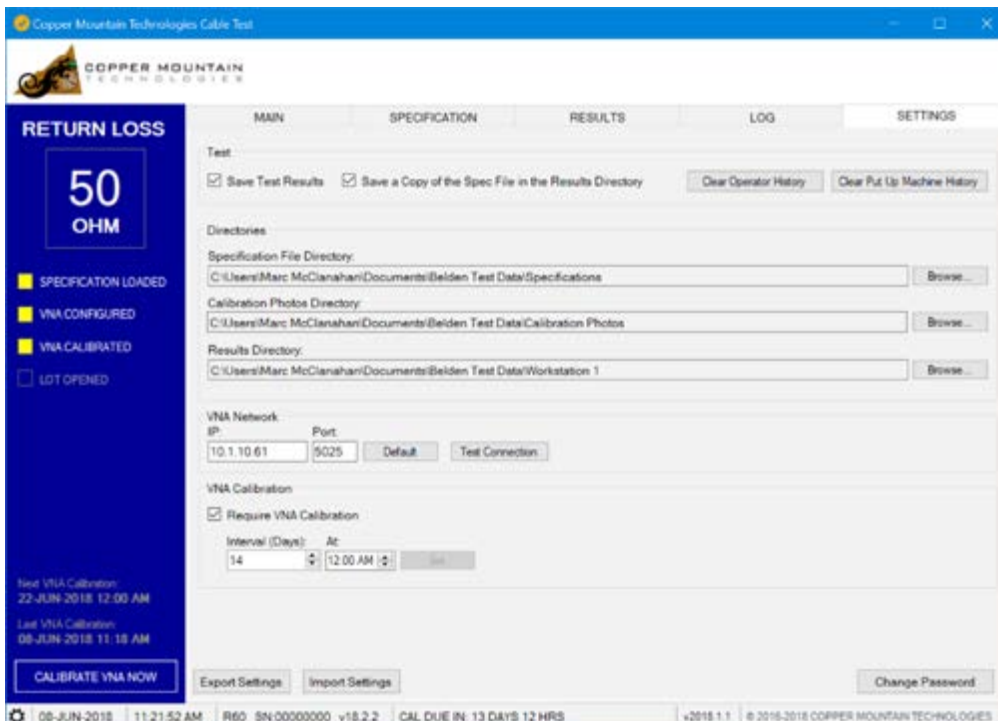 Copper Mountain Technologies Cable Test
COPPER MOUNTAIN
TECHNOLOGIES
RETURN LOSS
50
OHM
SPECIFICATION LOADED
VNA CONFIGURED
VNA CALIBRATED
LOT OPENED
Next VNA Calibration:
22-JUN-2018 12:00 AM
Last VNA Calibration:
08-JUN-2018 11:18 AM
CALIBRATE VNA NOW
MAIN SPECIFICATION RESULTS LOG SETTINGS
Test
Save Test Results Save a Copy of the Spec File in the Results Directory Clear Operator History Clear Put Up Machine History
Directories
Specification File Directory:
C:\Users\Marc McClanahan\Documents\Belden Test Data\Specifications Browse...
Calibration Photos Directory:
C:\Users\Marc McClanahan\Documents\Belden Test Data\Calibration Photos Browse...
Results Directory:
C:\Users\Marc McClanahan\Documents\Belden Test Data\Workstation 1 Browse...
VNA Network
IP: Port:
10.1.10.61 5025 Default Test Connection
VNA Calibration
Require VNA Calibration
Interval (Days): At:
14 12:00 AM
Export Settings Import Settings Change Password
08-JUN-2018 11:21:52 AM R60 SN:00000000 v18.2.2 CAL DUE IN: 13 DAYS 12 HRS v2018.1.1 © 2016-2018 COPPER MOUNTAIN TECHNOLOGIES